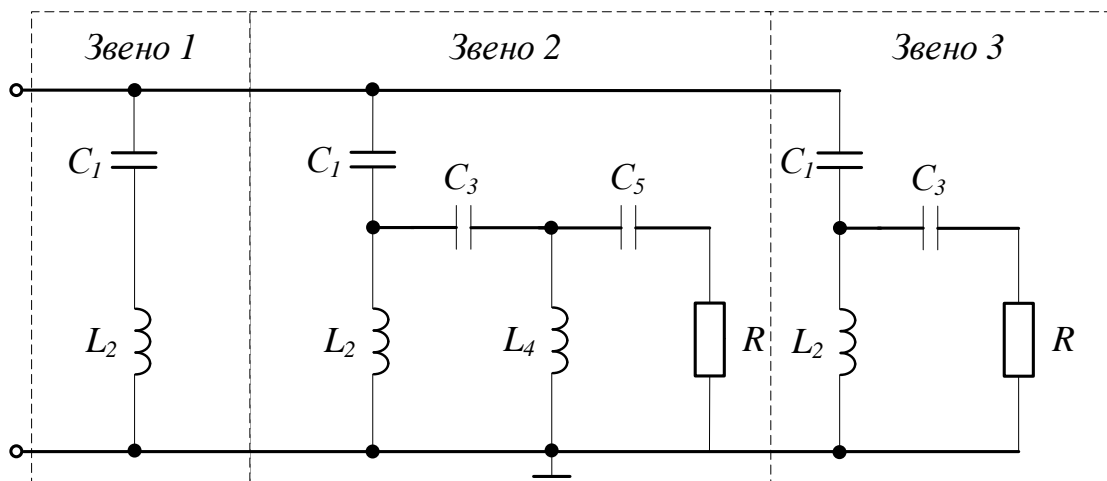 Звено 1 Звено 2 Звено 3
C1 C1 C3 C5 C1 C3
L2 L2 L4 R L2 R